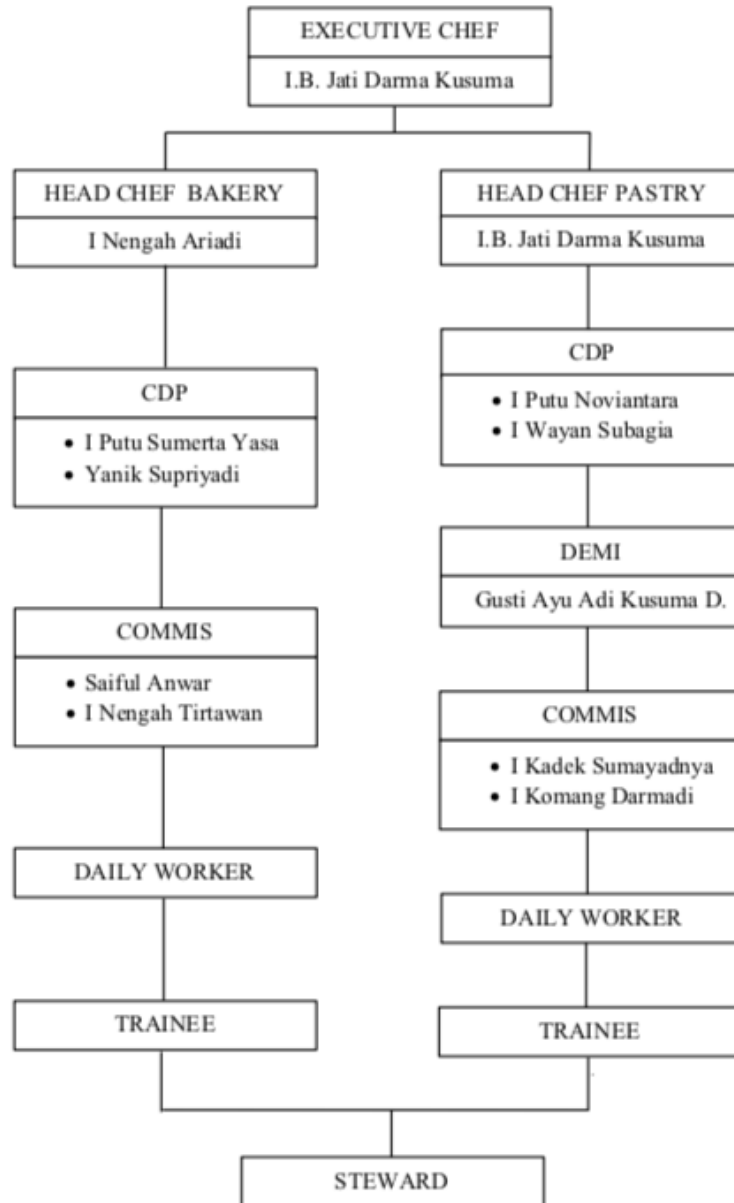 EXECUTIVE CHEF
I.B. Jati Darma Kusuma
HEAD CHEF BAKERY
I Nengah Ariadi
CDP
• I Putu Sumerta Yasa
• Yanik Supriyadi
COMMIS
• Saiful Anwar
• I Nengah Tirtawan
DAILY WORKER
TRAINEE
HEAD CHEF PASTRY
I.B. Jati Darma Kusuma
CDP
• I Putu Noviantara
• I Wayan Subagia
DEMI
Gusti Ayu Adi Kusuma D.
COMMIS
• I Kadek Sumayadnya
• I Komang Darmadi
DAILY WORKER
TRAINEE
STEWARD